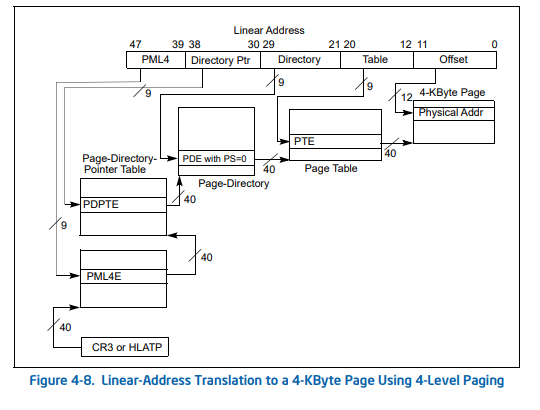 Linear Address
47 39 38 30 29 21 20 12 11 0
PML4 Directory Ptr Directory Table Offset
9 9 9 12 4-KByte Page
Physical Addr
PTE
PDE with PS=0
40 40
Page-Directory-
Pointer Table
Page Table
Page-Directory
PDPTE
40
9
40
PML4E
40
CR3 or HLATP
Figure 4-8. Linear-Address Translation to a 4-KByte Page Using 4-Level Paging